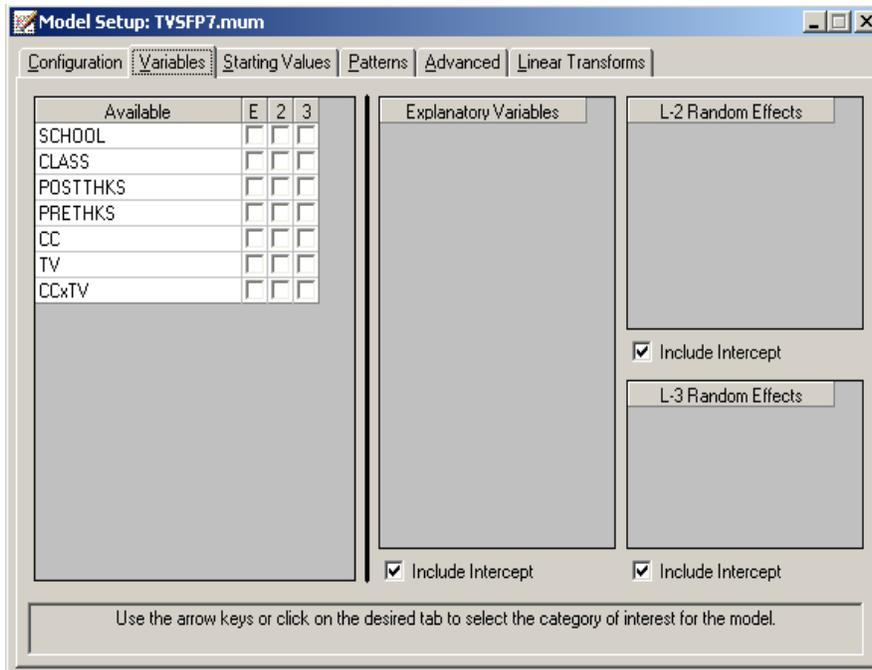 Model Setup: TVSFP7.mum
Configuration Variables Starting Values Patterns Advanced Linear Transforms
Available E 2 3
SCHOOL
CLASS
POSTTHKS
PRETHKS
CC
TV
CCxTV
Explanatory Variables
Include Intercept
L-2 Random Effects
Include Intercept
L-3 Random Effects
Include Intercept
Use the arrow keys or click on the desired tab to select the category of interest for the model.